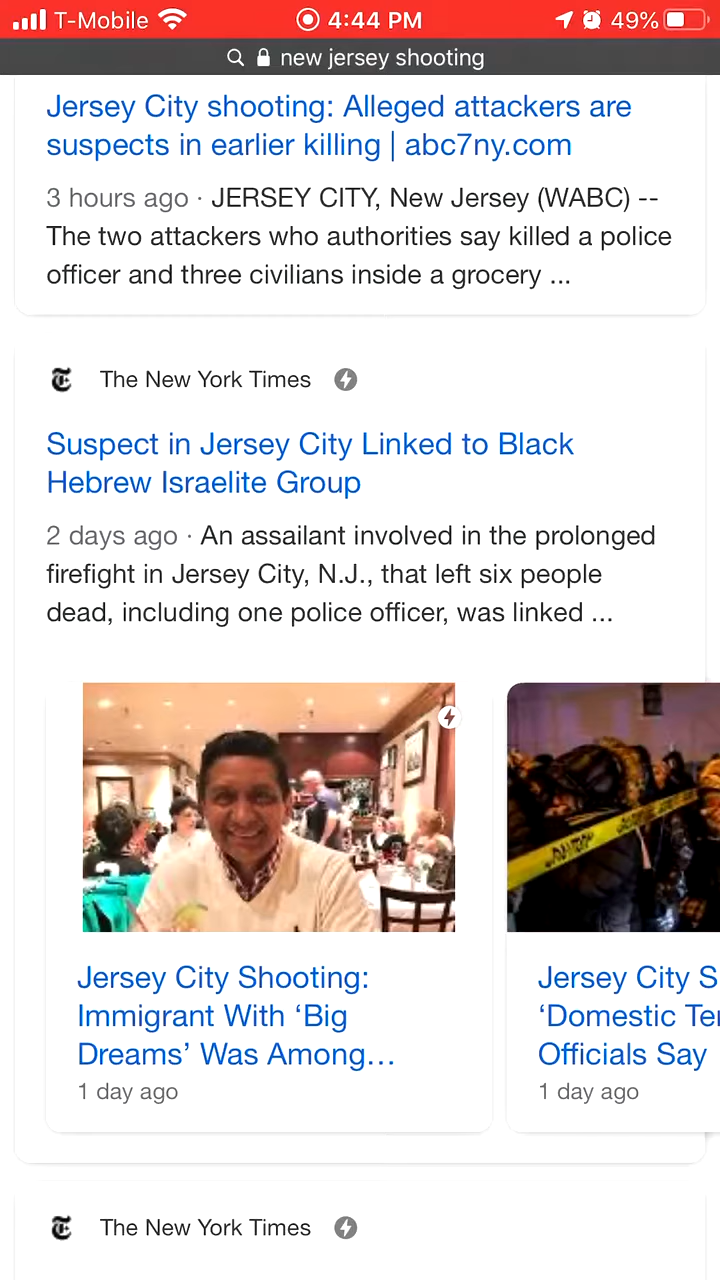 T-Mobile 4:44 PM 49%
new jersey shooting
Jersey City shooting: Alleged attackers are
suspects in earlier killing | abc7ny.com
3 hours ago · JERSEY CITY, New Jersey (WABC) --
The two attackers who authorities say killed a police
officer and three civilians inside a grocery ...
The New York Times
Suspect in Jersey City Linked to Black
Hebrew Israelite Group
2 days ago · An assailant involved in the prolonged
firefight in Jersey City, N.J., that left six people
dead, including one police officer, was linked ...
Jersey City Shooting:
Immigrant With ‘Big
Dreams’ Was Among...
1 day ago
Jersey City S
‘Domestic Ter
Officials Say
1 day ago
The New York Times